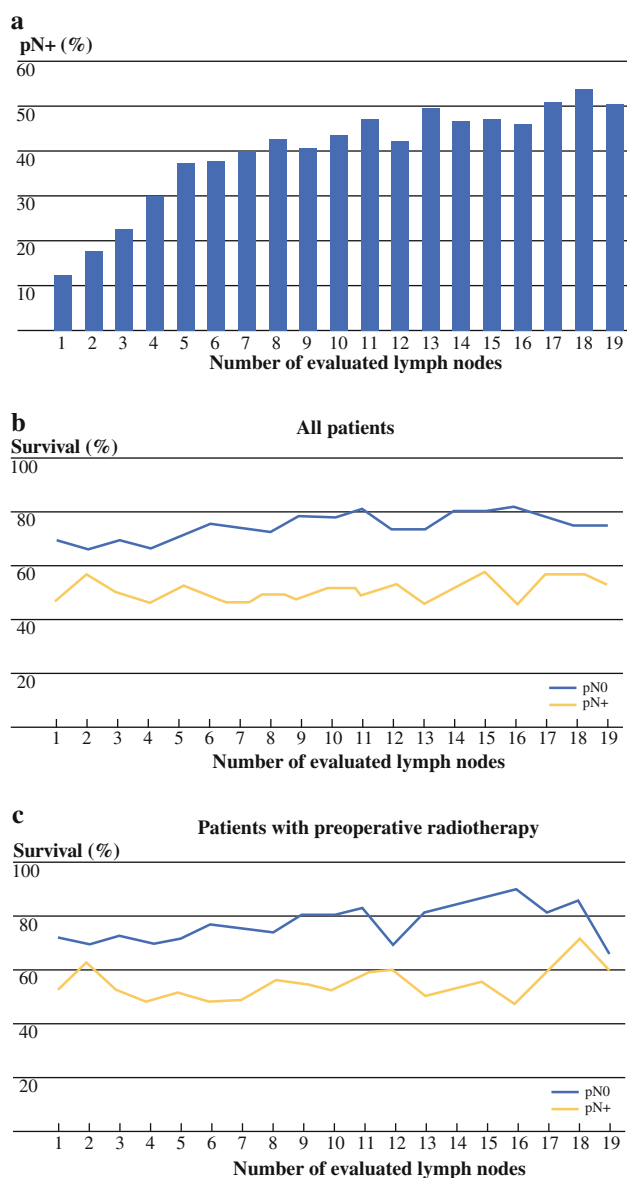 a
pN+ (%)
60
50
40
30
20
10
1 2 3 4 5 6 7 8 9 10 11 12 13 14 15 16 17 18 19
Number of evaluated lymph nodes
b
All patients
Survival (%)
100
80
60
40
20
pN0
pN+
1 2 3 4 5 6 7 8 9 10 11 12 13 14 15 16 17 18 19
Number of evaluated lymph nodes
c
Patients with preoperative radiotherapy
Survival (%)
100
80
60
40
20
pN0
pN+
1 2 3 4 5 6 7 8 9 10 11 12 13 14 15 16 17 18 19
Number of evaluated lymph nodes